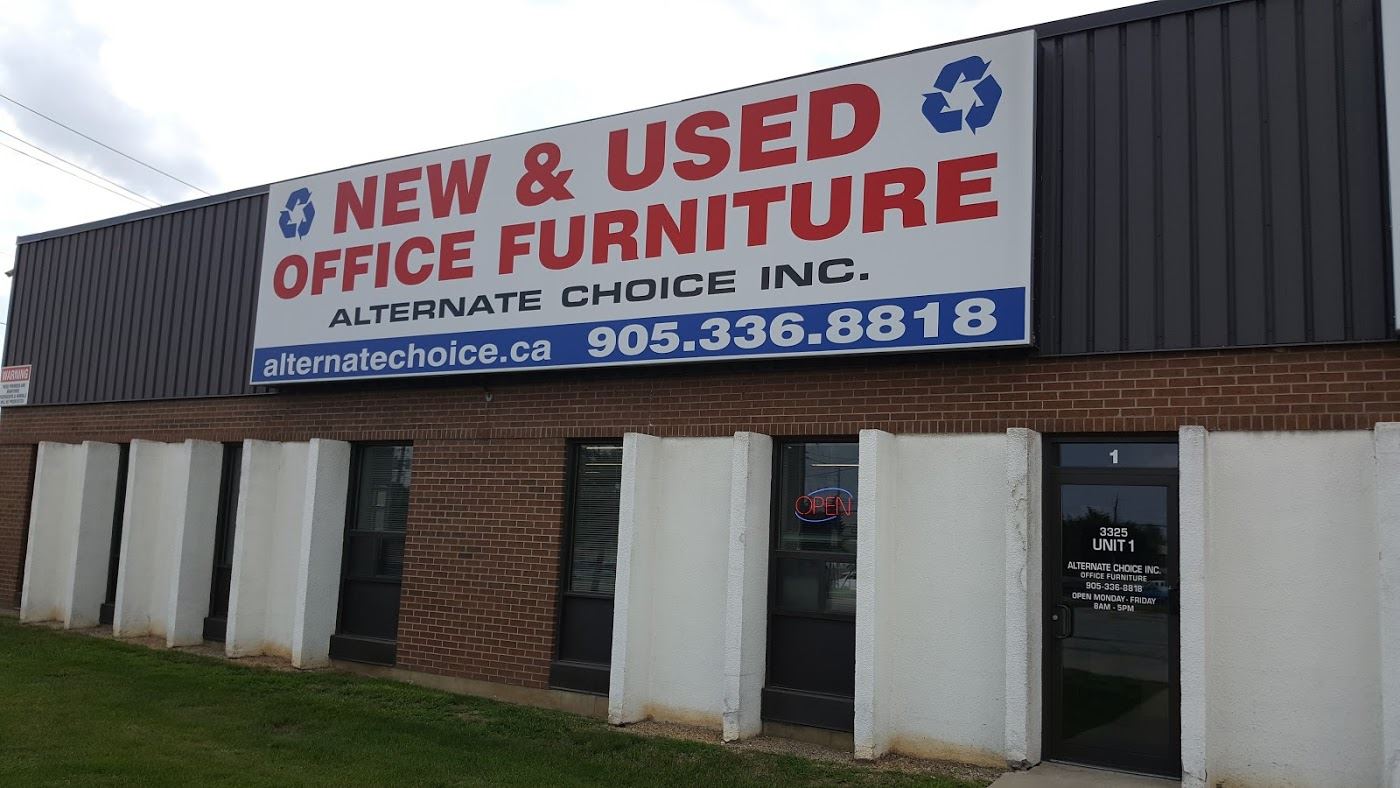 NEW & USED
OFFICE FURNITURE
ALTERNATE CHOICE INC.
alternatechoice.ca 905.336.8818
WARNING
OPEN
1
3325
UNIT 1
ALTERNATE CHOICE INC.
OFFICE FURNITURE
905-336-8818
OPEN MONDAY - FRIDAY
8AM - 5PM